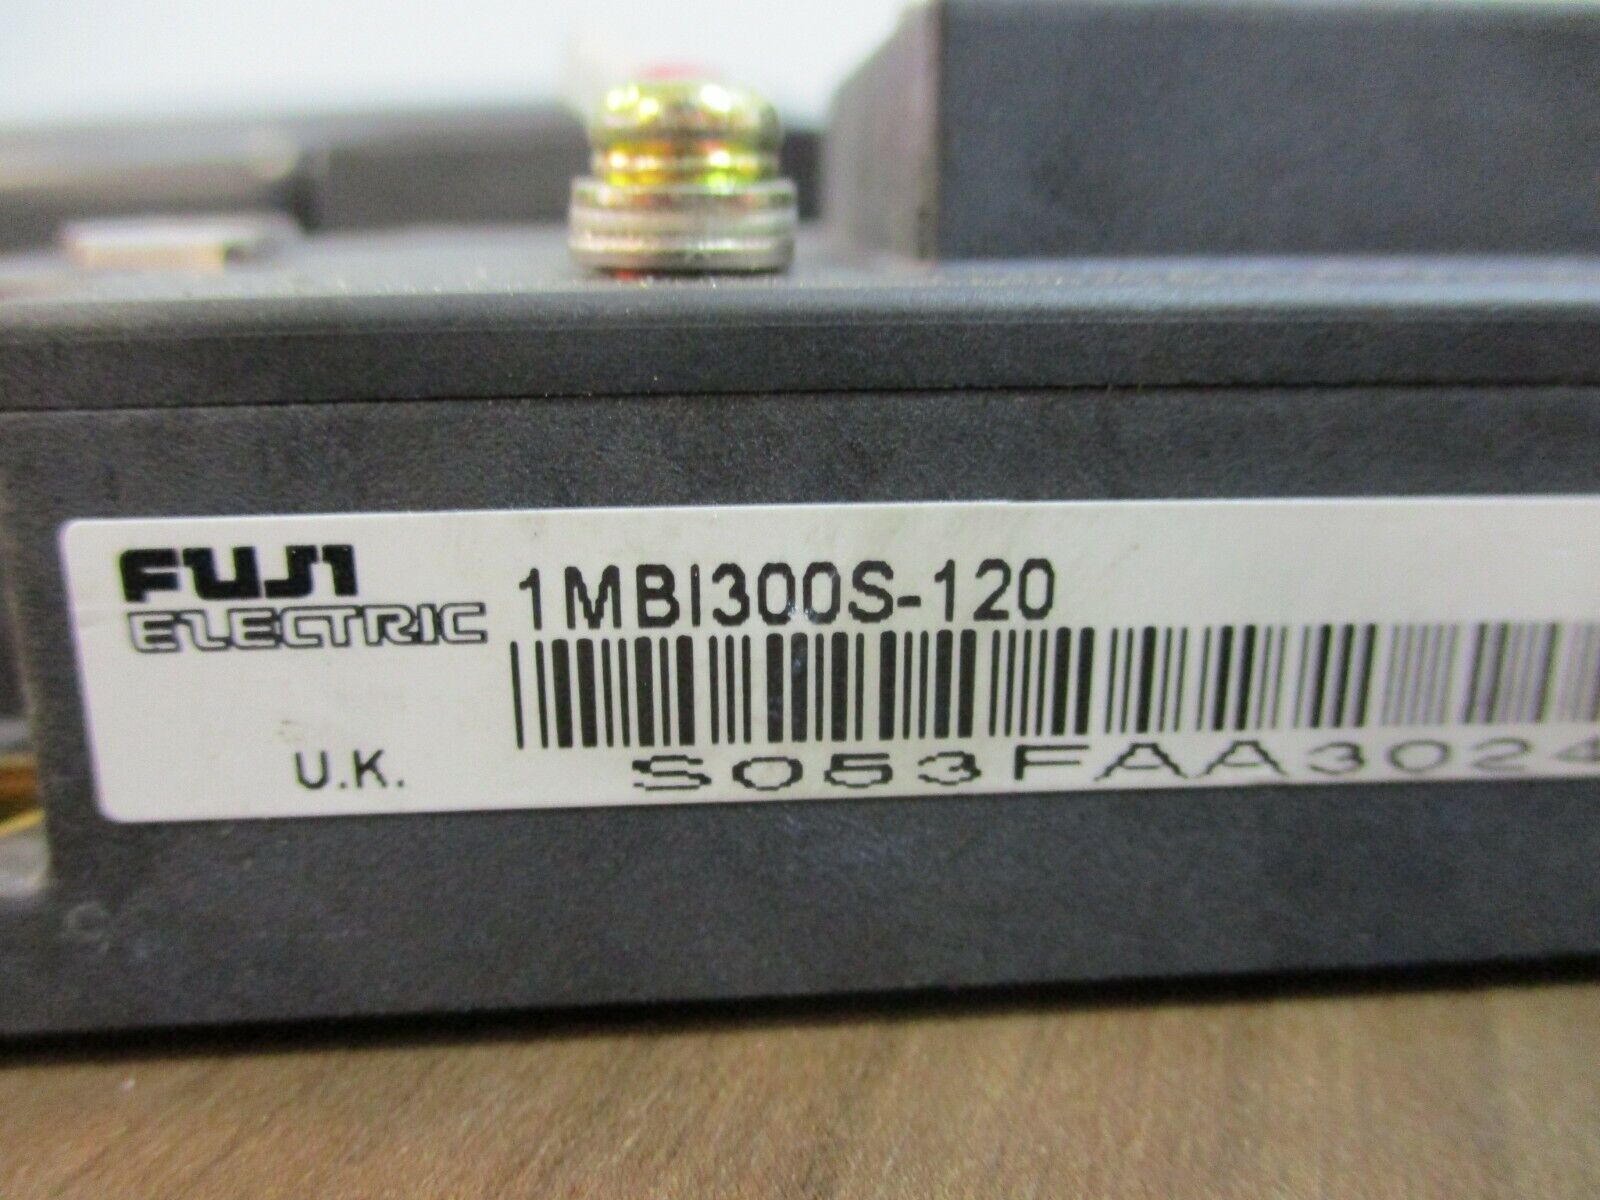 FUJI
ELECTRIC
1MBI300S-120
U.K.
S053FAA3024